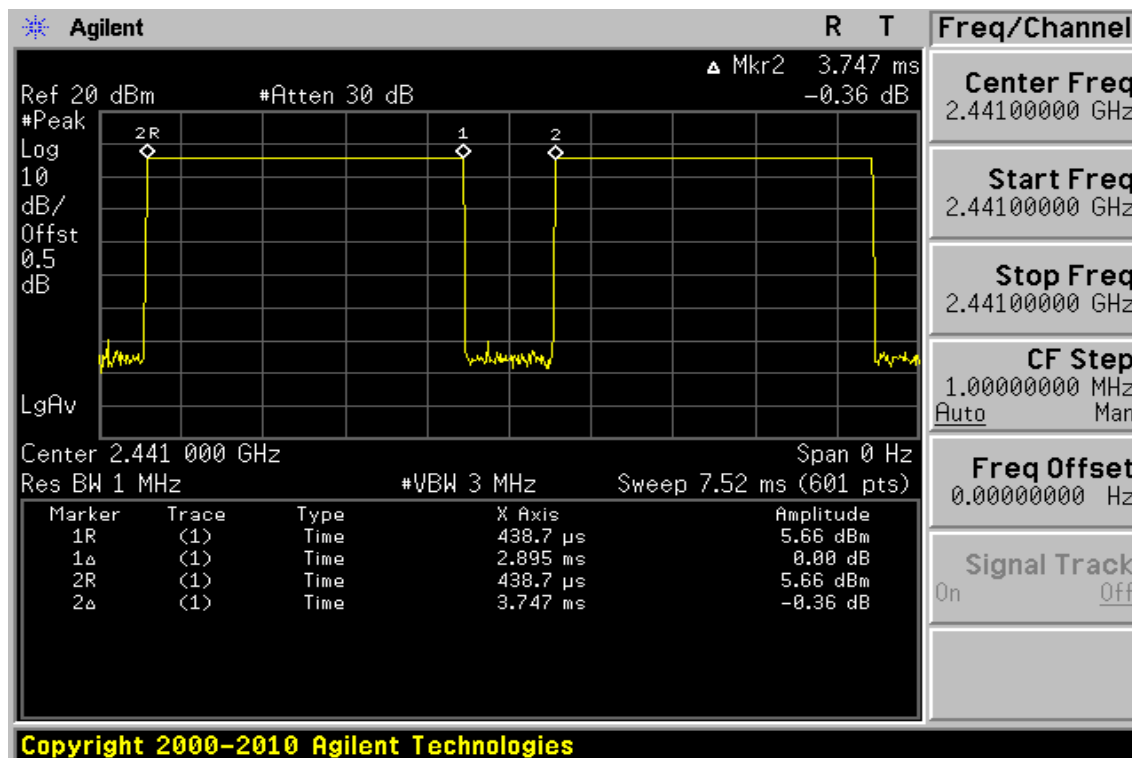 Agilent R T Freq/Channel
▵ Mkr2 3.747 ms
Ref 20 dBm #Atten 30 dB −0.36 dB
#Peak
Log
10
dB/
Offst
0.5
dB
LgAv
2R 1 2
Center 2.441 000 GHz Span 0 Hz
Res BW 1 MHz #VBW 3 MHz Sweep 7.52 ms (601 pts)
Marker Trace Type X Axis Amplitude
1R (1) Time 438.7 µs 5.66 dBm
1▵ (1) Time 2.895 ms 0.00 dB
2R (1) Time 438.7 µs 5.66 dBm
2▵ (1) Time 3.747 ms −0.36 dB
Center Freq
2.44100000 GHz
Start Freq
2.44100000 GHz
Stop Freq
2.44100000 GHz
CF Step
1.00000000 MHz
Auto Man
Freq Offset
0.00000000 Hz
Signal Track
On Off
Copyright 2000–2010 Agilent Technologies